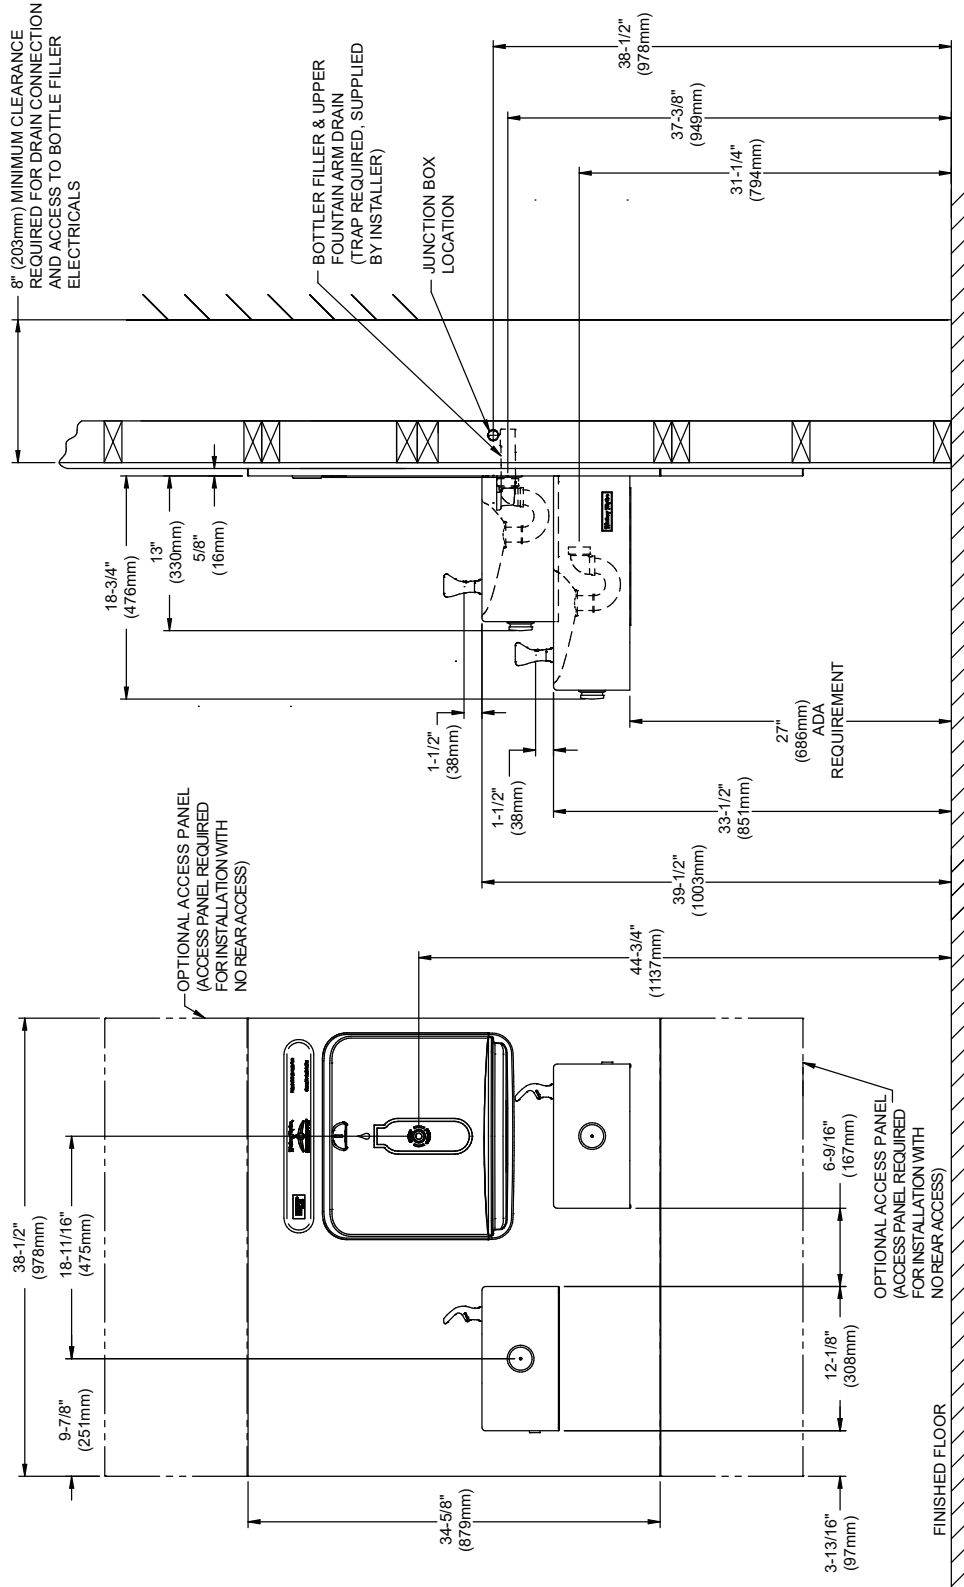 8" (203mm) MINIMUM CLEARANCE
REQUIRED FOR DRAIN CONNECTION
AND ACCESS TO BOTTLE FILLER
ELECTRICALS
BOTTLER FILLER & UPPER
FOUNTAIN ARM DRAIN
(TRAP REQUIRED, SUPPLIED
BY INSTALLER)
JUNCTION BOX
LOCATION
38-1/2"
(978mm)
37-3/8"
(949mm)
31-1/4"
(794mm)
18-3/4"
(476mm)
13"
(330mm)
5/8"
(16mm)
1-1/2"
(38mm)
1-1/2"
(38mm)
27"
(686mm)
ADA
REQUIREMENT
33-1/2"
(851mm)
39-1/2"
(1003mm)
OPTIONAL ACCESS PANEL
(ACCESS PANEL REQUIRED
FOR INSTALLATION WITH
NO REAR ACCESS)
44-3/4"
(1137mm)
38-1/2"
(978mm)
18-11/16"
(475mm)
9-7/8"
(251mm)
34-5/8"
(879mm)
6-9/16"
(167mm)
12-1/8"
(308mm)
3-13/16"
(97mm)
OPTIONAL ACCESS PANEL
(ACCESS PANEL REQUIRED
FOR INSTALLATION WITH
NO REAR ACCESS)
FINISHED FLOOR